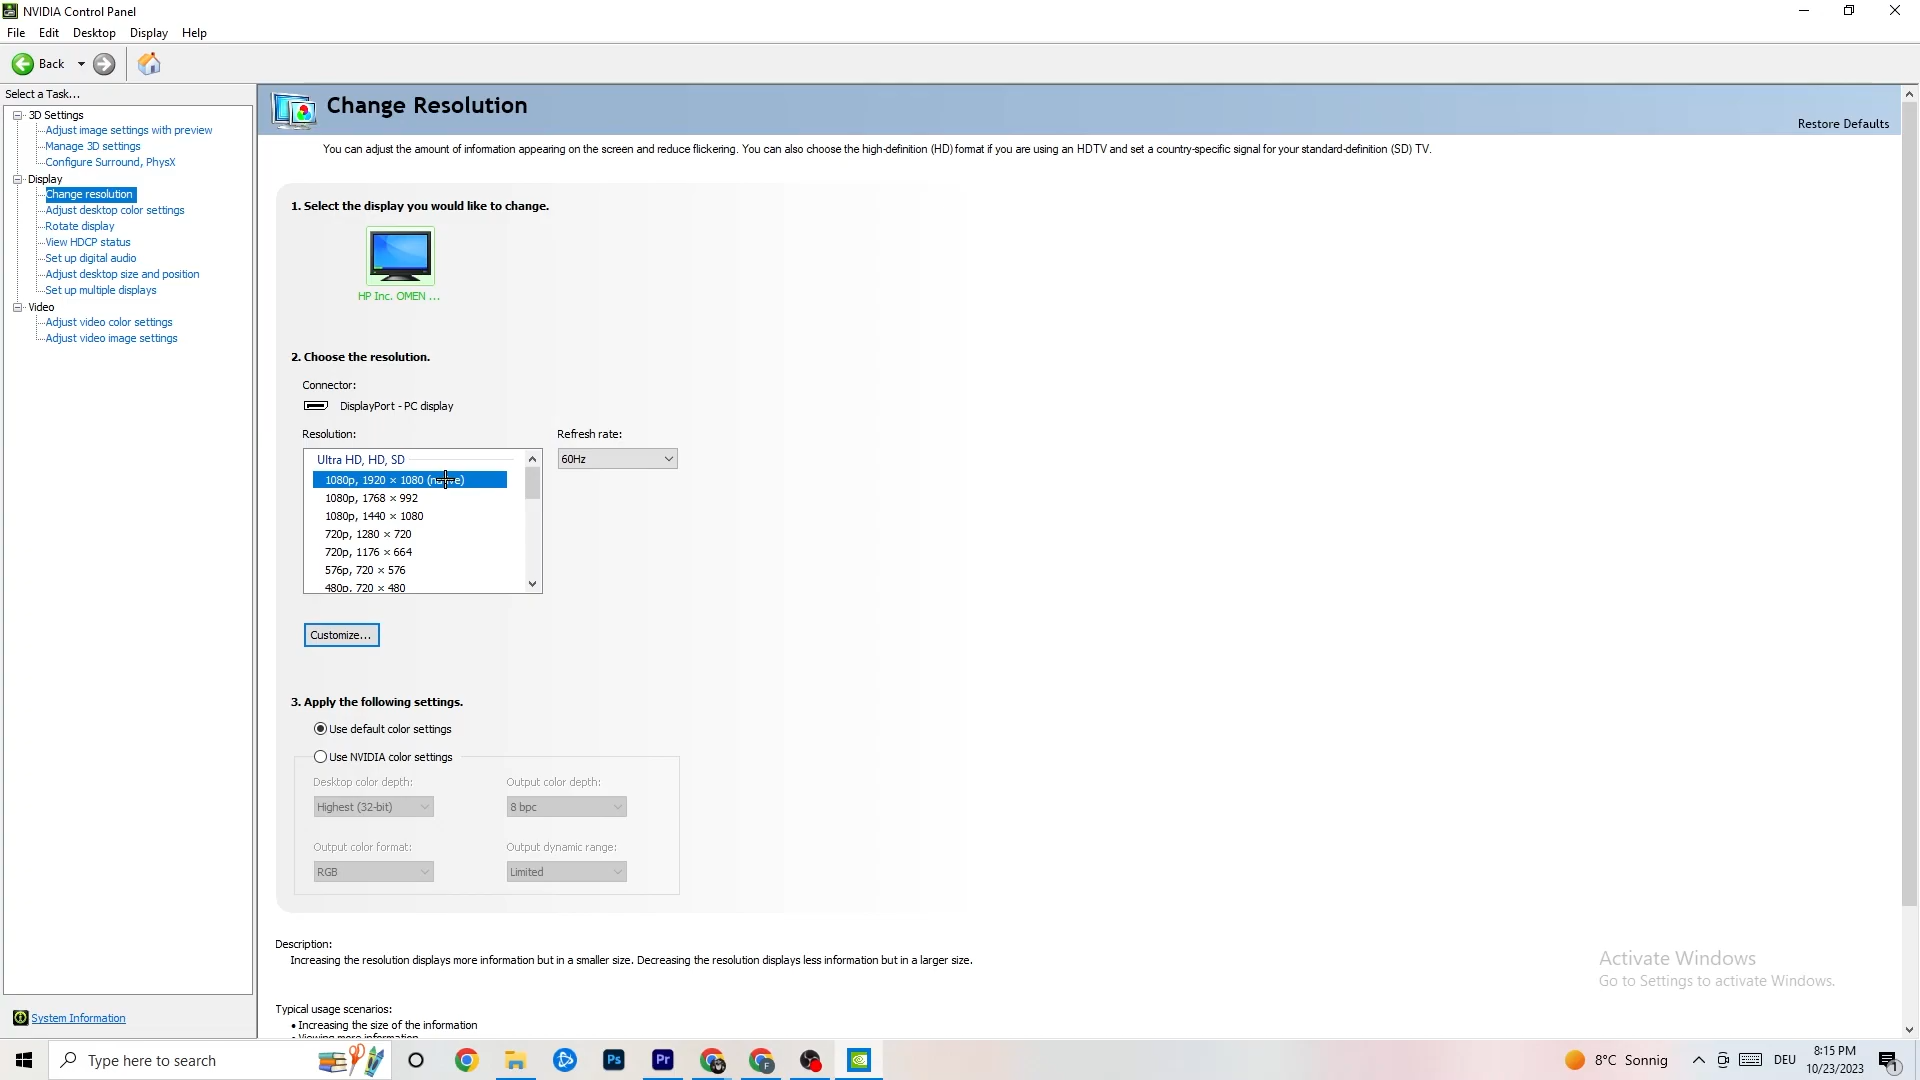 NVIDIA Control Panel
File Edit Desktop Display Help
Back
Select a Task...
3D Settings
Adjust image settings with preview
Manage 3D settings
Configure Surround, PhysX
Display
Change resolution
Adjust desktop color settings
Rotate display
View HDCP status
Set up digital audio
Adjust desktop size and position
Set up multiple displays
Video
Adjust video color settings
Adjust video image settings
System Information
Change Resolution
Restore Defaults
You can adjust the amount of information appearing on the screen and reduce flickering. You can also choose the high-definition (HD) format if you are using an HDTV and set a country-specific signal for your standard-definition (SD) TV.
1. Select the display you would like to change.
HP Inc. OMEN ...
2. Choose the resolution.
Connector:
DisplayPort - PC display
Resolution:
Refresh rate:
Ultra HD, HD, SD
60Hz
1080p, 1920 × 1080 (native)
1080p, 1768 × 992
1080p, 1440 × 1080
720p, 1280 × 720
720p, 1176 × 664
576p, 720 × 576
480p, 720 × 480
Customize...
3. Apply the following settings.
Use default color settings
Use NVIDIA color settings
Desktop color depth:
Output color depth:
Highest (32-bit)
8 bpc
Output color format:
Output dynamic range:
RGB
Limited
Description:
Increasing the resolution displays more information but in a smaller size. Decreasing the resolution displays less information but in a larger size.
Typical usage scenarios:
• Increasing the size of the information
• Viewing more information
Activate Windows
Go to Settings to activate Windows.
Type here to search
Ps
Pr
F
8°C Sonnig
DEU
8:15 PM
10/23/2023
1